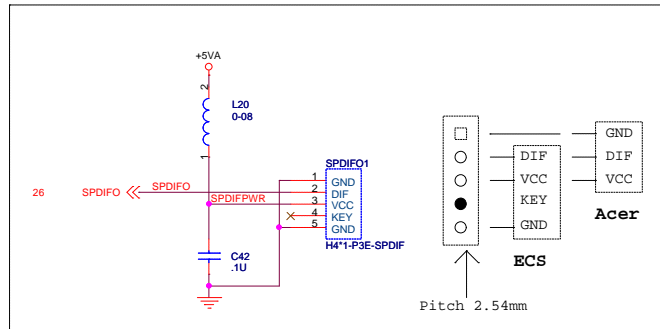 +5VA
2
L20
0-08
1
26 SPDIFO SPDIFO
SPDIFPWR
SPDIFO1
1 GND
2 DIF
3 VCC
4 KEY
5 GND
H4*1-P3E-SPDIF
C42
.1U
GND
DIF DIF
VCC VCC
KEY
GND
Acer
ECS
Pitch 2.54mm